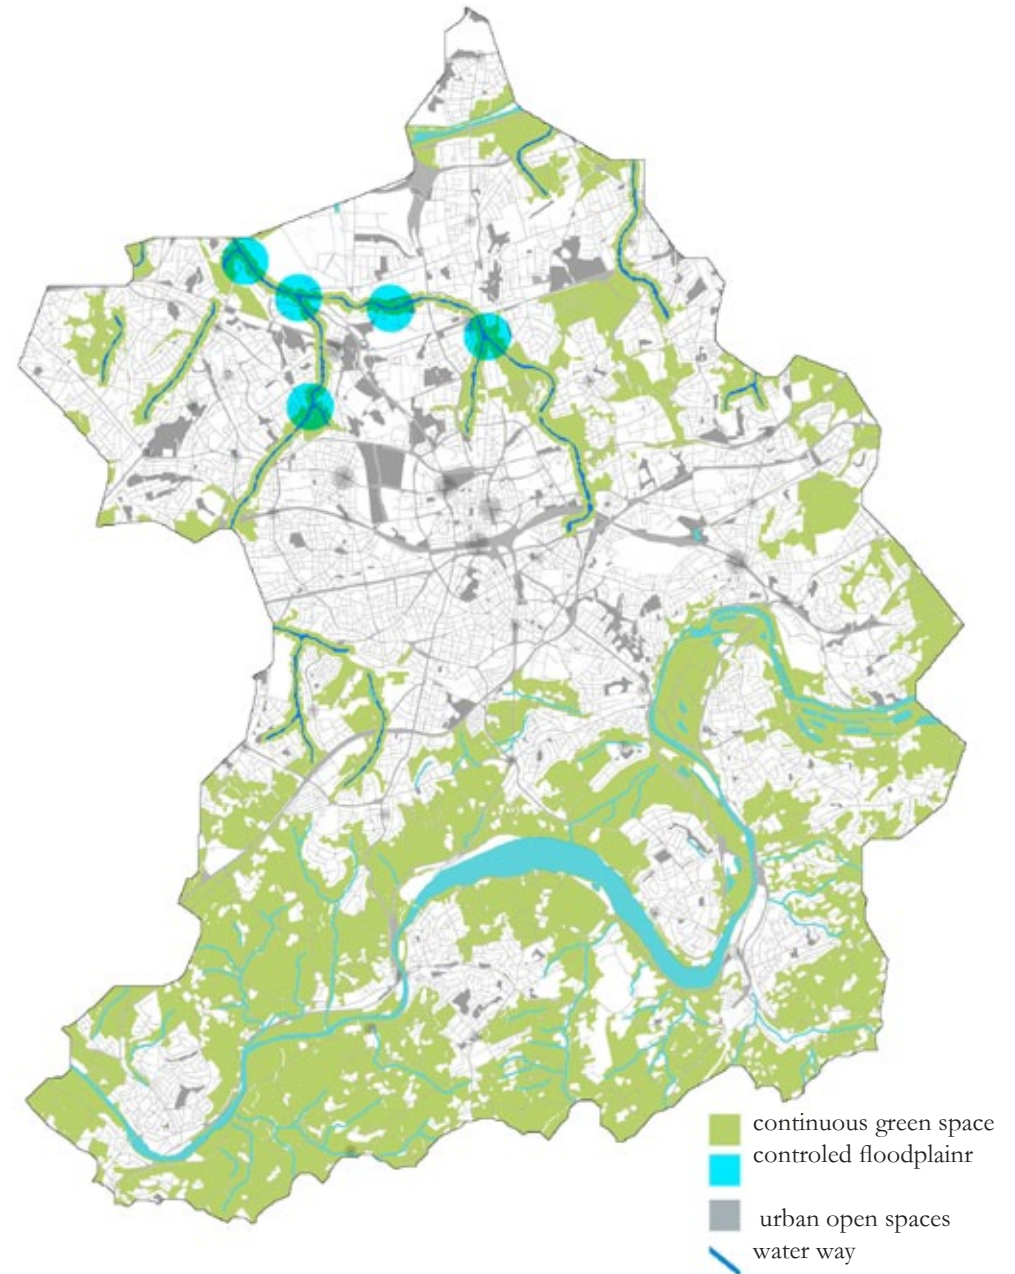 continuous green space
controled floodplainr
urban open spaces
water way